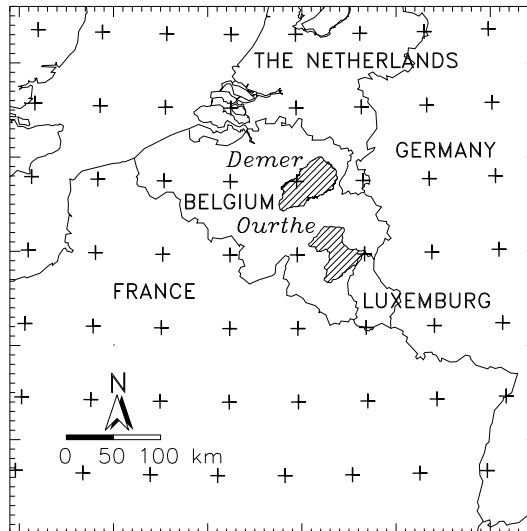 THE NETHERLANDS
GERMANY
Demer
BELGIUM
Ourthe
FRANCE
LUXEMBURG
N
0 50 100 km